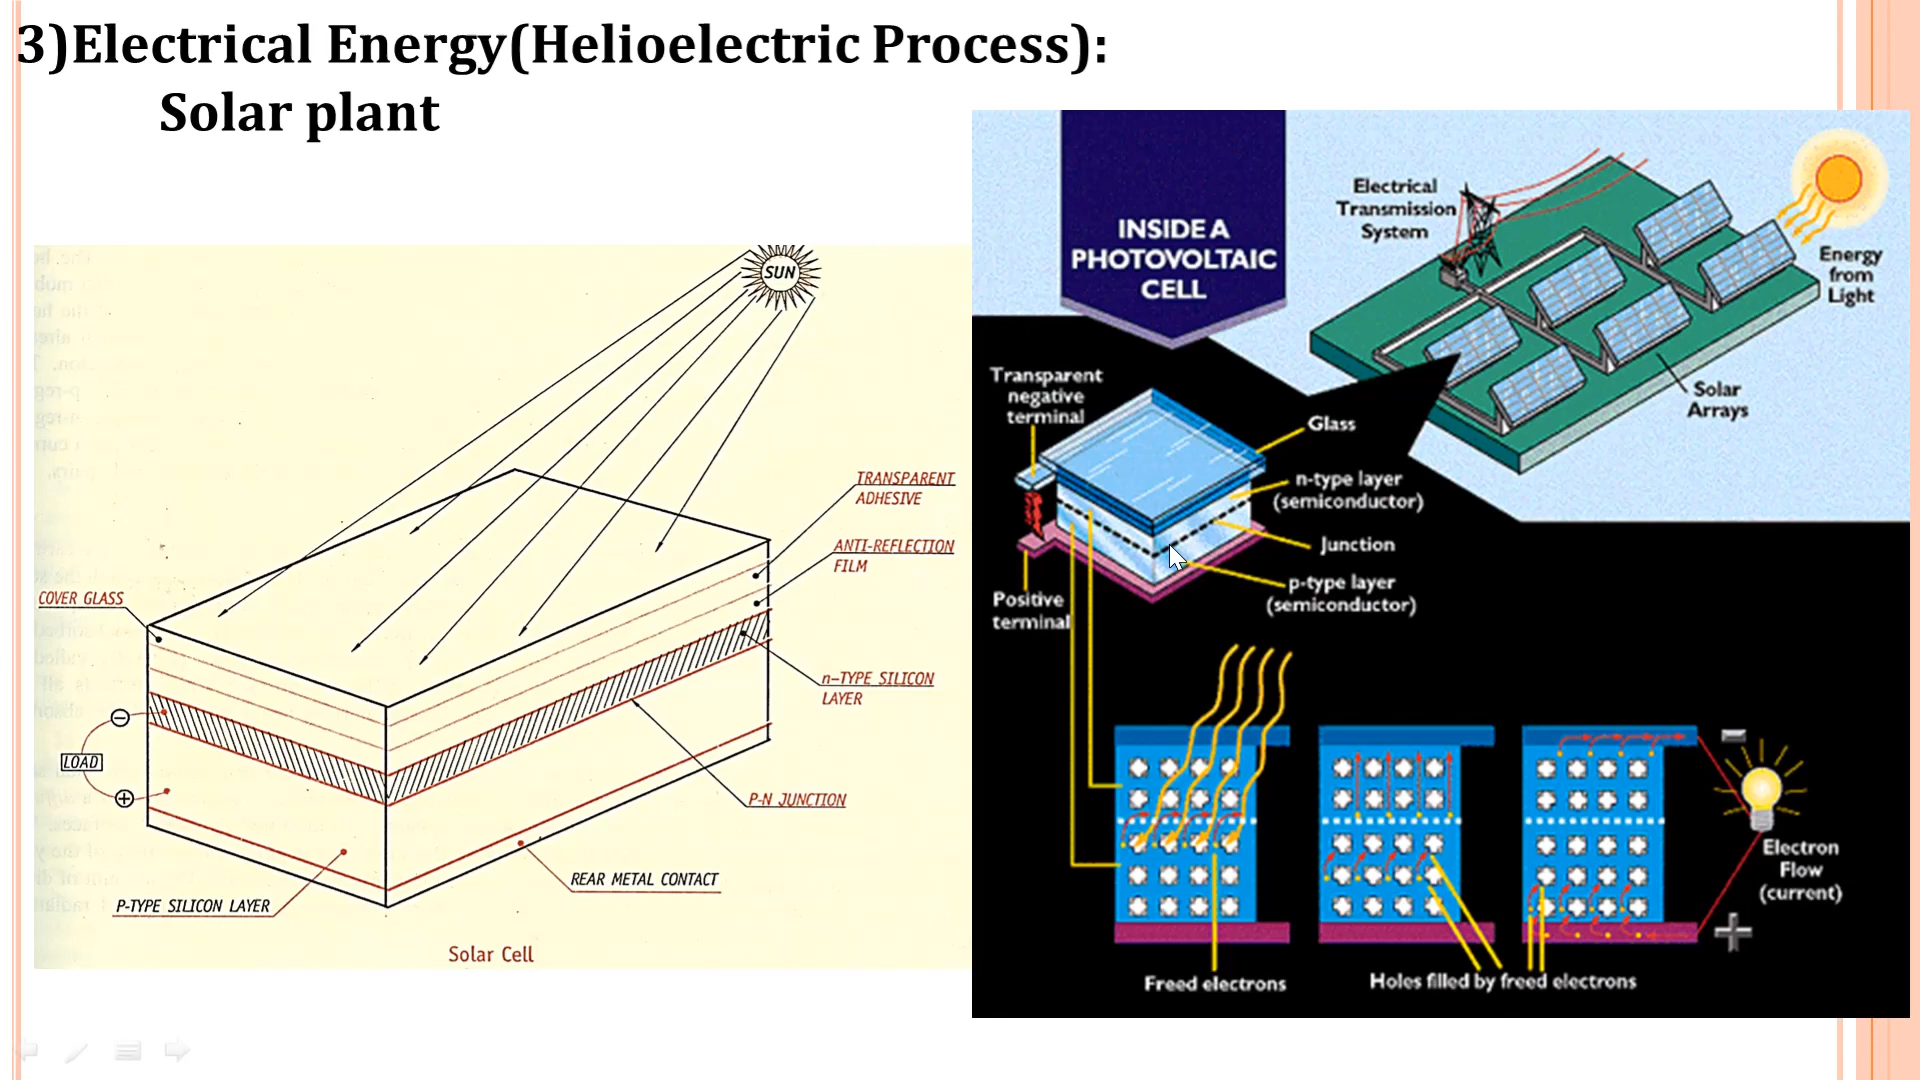 3)Electrical Energy(Helioelectric Process):
Solar plant
SUN
TRANSPARENT
ADHESIVE
ANTI-REFLECTION
FILM
COVER GLASS
n-TYPE SILICON
LAYER
LOAD
P-N JUNCTION
REAR METAL CONTACT
P-TYPE SILICON LAYER
Solar Cell
INSIDE A
PHOTOVOLTAIC
CELL
Electrical
Transmission
System
Energy
from
Light
Solar
Arrays
Transparent
negative
terminal
Glass
n-type layer
(semiconductor)
Junction
p-type layer
(semiconductor)
Positive
terminal
Electron
Flow
(current)
Freed electrons
Holes filled by freed electrons